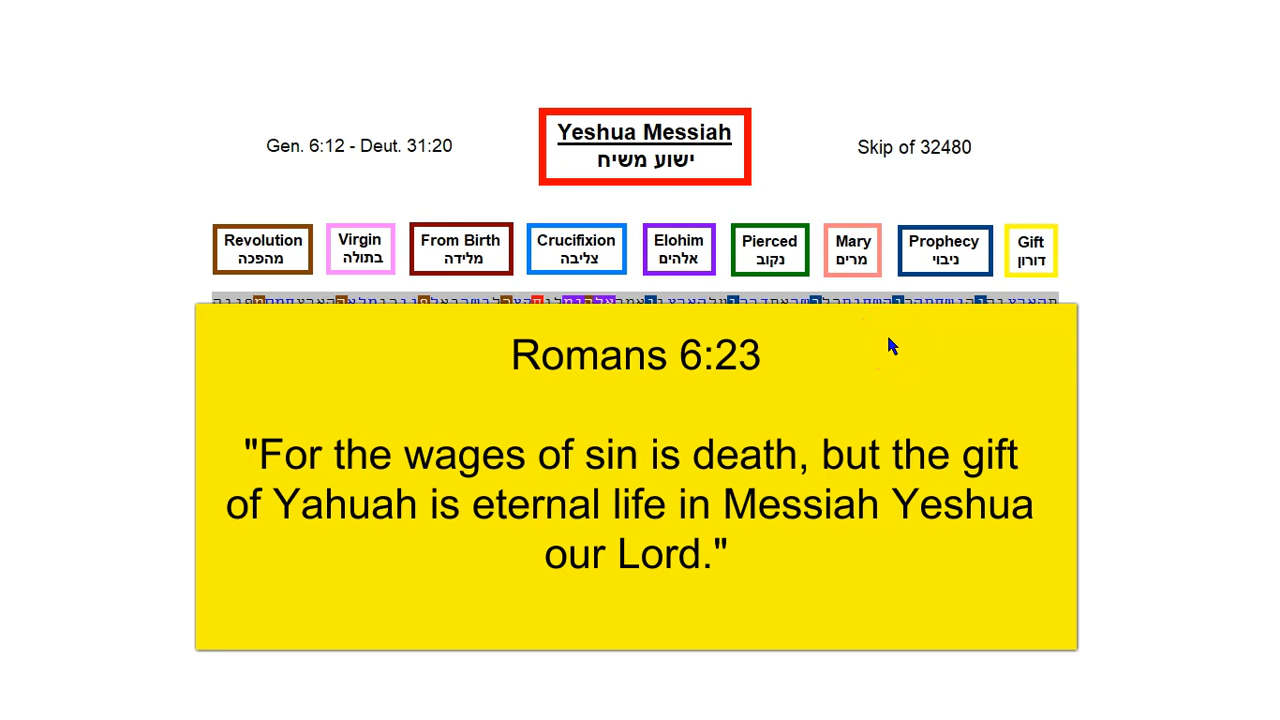 Gen. 6:12 - Deut. 31:20
Yeshua Messiah
ישוע משיח
Skip of 32480
Revolution
מהפכה
Virgin
בתולה
From Birth
מלידה
Crucifixion
צליבה
Elohim
אלהים
Pierced
נקוב
Mary
מרים
Prophecy
ניבוי
Gift
דורון
Romans 6:23
"For the wages of sin is death, but the gift
of Yahuah is eternal life in Messiah Yeshua
our Lord."